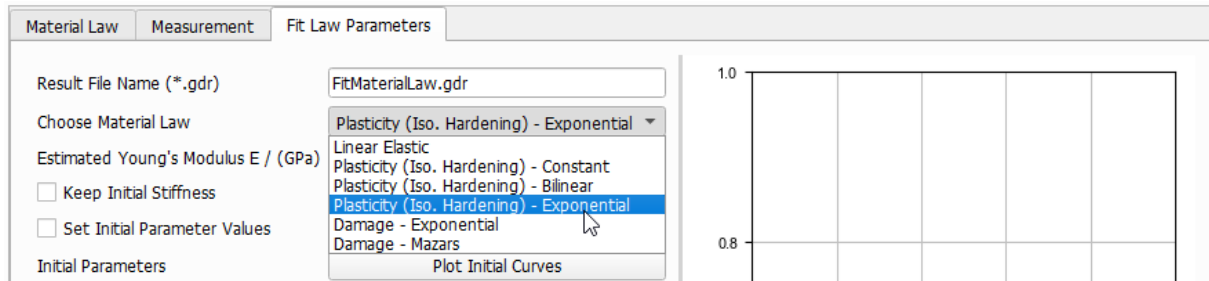 Material Law Measurement Fit Law Parameters
Result File Name (*.gdr) FitMaterialLaw.gdr
Choose Material Law Plasticity (Iso. Hardening) - Exponential
Estimated Young's Modulus E / (GPa)
Linear Elastic
Plasticity (Iso. Hardening) - Constant
Keep Initial Stiffness
Plasticity (Iso. Hardening) - Bilinear
Plasticity (Iso. Hardening) - Exponential
Set Initial Parameter Values
Damage - Exponential
Damage - Mazars
Initial Parameters Plot Initial Curves
1.0
0.8